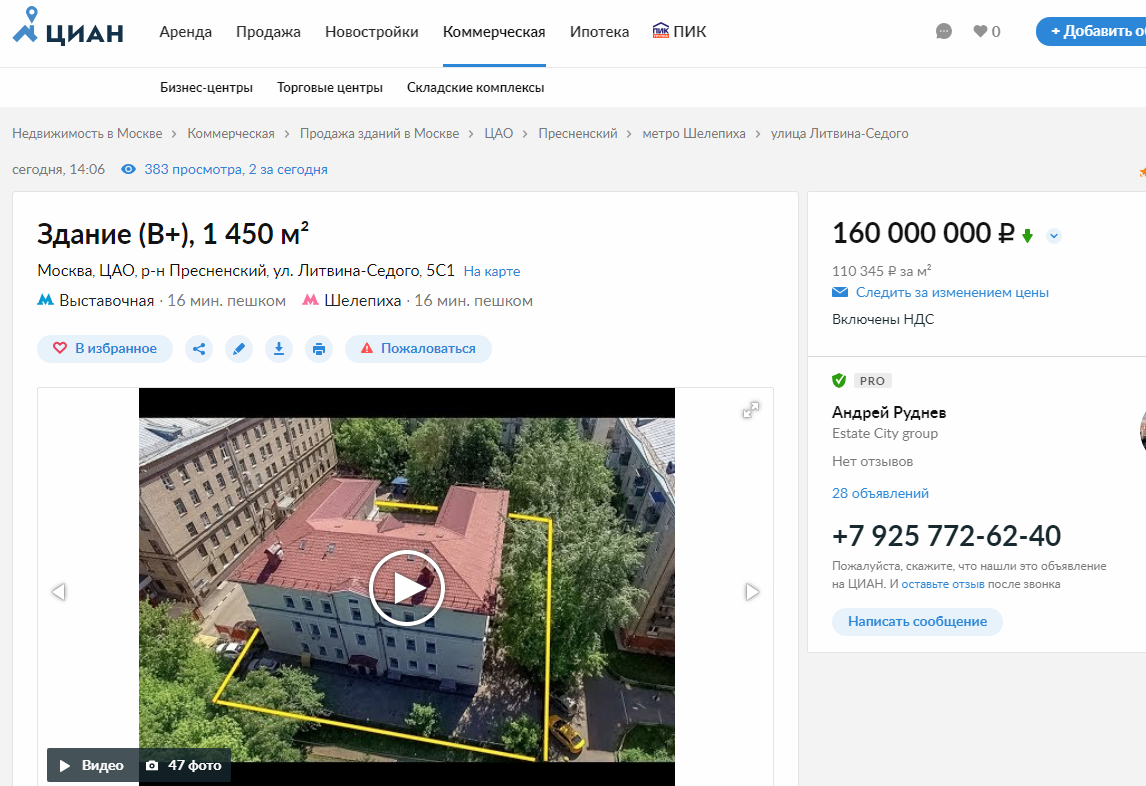 ЦИАН
Аренда Продажа Новостройки Коммерческая Ипотека ПИК 0 + Добавить об
Бизнес-центры Торговые центры Складские комплексы
Недвижимость в Москве > Коммерческая > Продажа зданий в Москве > ЦАО > Пресненский > метро Шелепиха > улица Литвина-Седого
сегодня, 14:06 383 просмотра, 2 за сегодня
Здание (B+), 1 450 м²
Москва, ЦАО, р-н Пресненский, ул. Литвина-Седого, 5С1 На карте
Выставочная · 16 мин. пешком Шелепиха · 16 мин. пешком
В избранное Пожаловаться
Видео 47 фото
160 000 000 ₽
110 345 ₽ за м²
Следить за изменением цены
Включены НДС
PRO
Андрей Руднев
Estate City group
Нет отзывов
28 объявлений
+7 925 772-62-40
Пожалуйста, скажите, что нашли это объявление
на ЦИАН. И оставьте отзыв после звонка
Написать сообщение